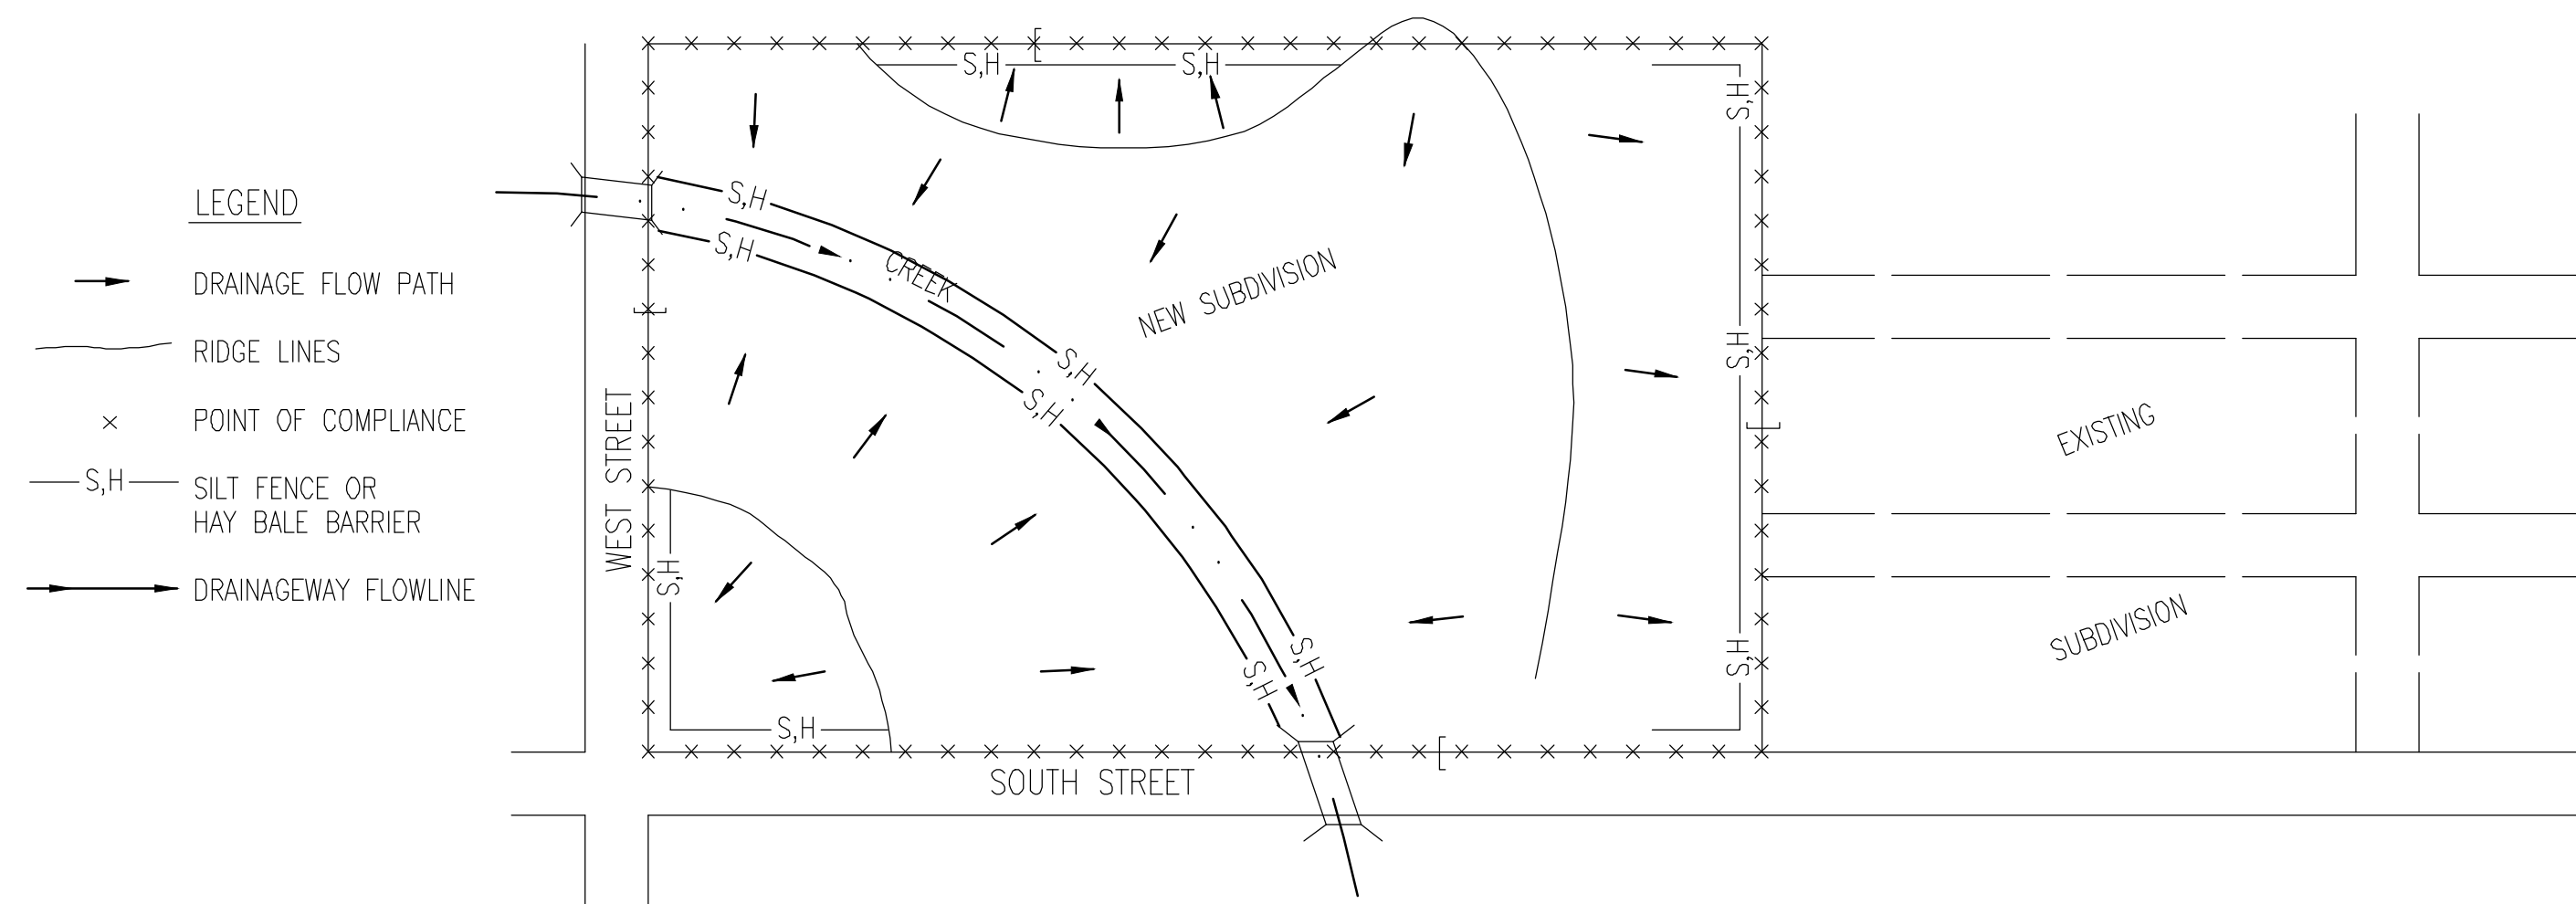 LEGEND
DRAINAGE FLOW PATH
RIDGE LINES
POINT OF COMPLIANCE
S,H
SILT FENCE OR
HAY BALE BARRIER
DRAINAGEWAY FLOWLINE
S,H
S,H
S,H
S,H
S,H
CREEK
NEW SUBDIVISION
S,H
S,H
S,H
WEST STREET
S,H
S,H
S,H
S,H
S,H
SOUTH STREET
EXISTING
SUBDIVISION